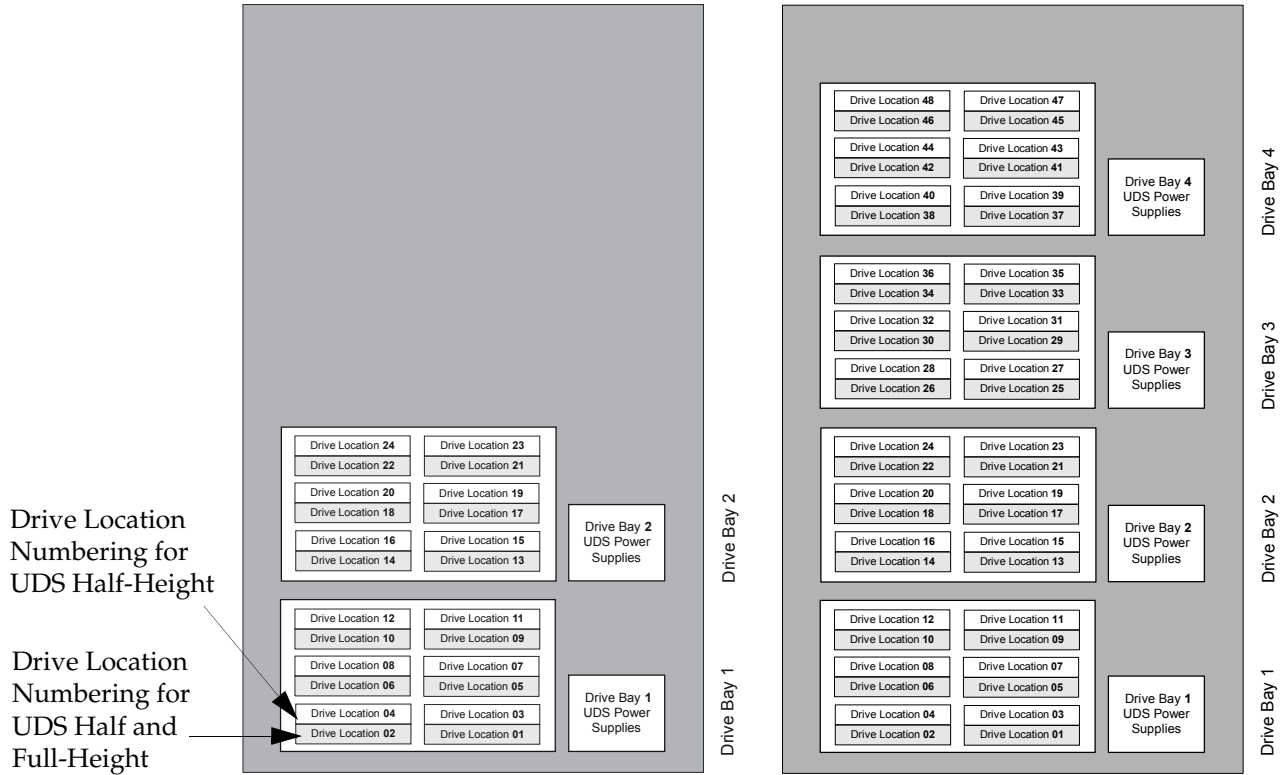 Drive Location
Numbering for
UDS Half-Height
Drive Location
Numbering for
UDS Half and
Full-Height
Drive Location 24
Drive Location 23
Drive Location 22
Drive Location 21
Drive Location 20
Drive Location 19
Drive Location 18
Drive Location 17
Drive Location 16
Drive Location 15
Drive Location 14
Drive Location 13
Drive Bay 2
UDS Power
Supplies
Drive Bay 2
Drive Location 12
Drive Location 11
Drive Location 10
Drive Location 09
Drive Location 08
Drive Location 07
Drive Location 06
Drive Location 05
Drive Location 04
Drive Location 03
Drive Location 02
Drive Location 01
Drive Bay 1
UDS Power
Supplies
Drive Bay 1
Drive Location 48
Drive Location 47
Drive Location 46
Drive Location 45
Drive Location 44
Drive Location 43
Drive Location 42
Drive Location 41
Drive Location 40
Drive Location 39
Drive Location 38
Drive Location 37
Drive Bay 4
UDS Power
Supplies
Drive Bay 4
Drive Location 36
Drive Location 35
Drive Location 34
Drive Location 33
Drive Location 32
Drive Location 31
Drive Location 30
Drive Location 29
Drive Location 28
Drive Location 27
Drive Location 26
Drive Location 25
Drive Bay 3
UDS Power
Supplies
Drive Bay 3
Drive Location 24
Drive Location 23
Drive Location 22
Drive Location 21
Drive Location 20
Drive Location 19
Drive Location 18
Drive Location 17
Drive Location 16
Drive Location 15
Drive Location 14
Drive Location 13
Drive Bay 2
UDS Power
Supplies
Drive Bay 2
Drive Location 12
Drive Location 11
Drive Location 10
Drive Location 09
Drive Location 08
Drive Location 07
Drive Location 06
Drive Location 05
Drive Location 04
Drive Location 03
Drive Location 02
Drive Location 01
Drive Bay 1
UDS Power
Supplies
Drive Bay 1